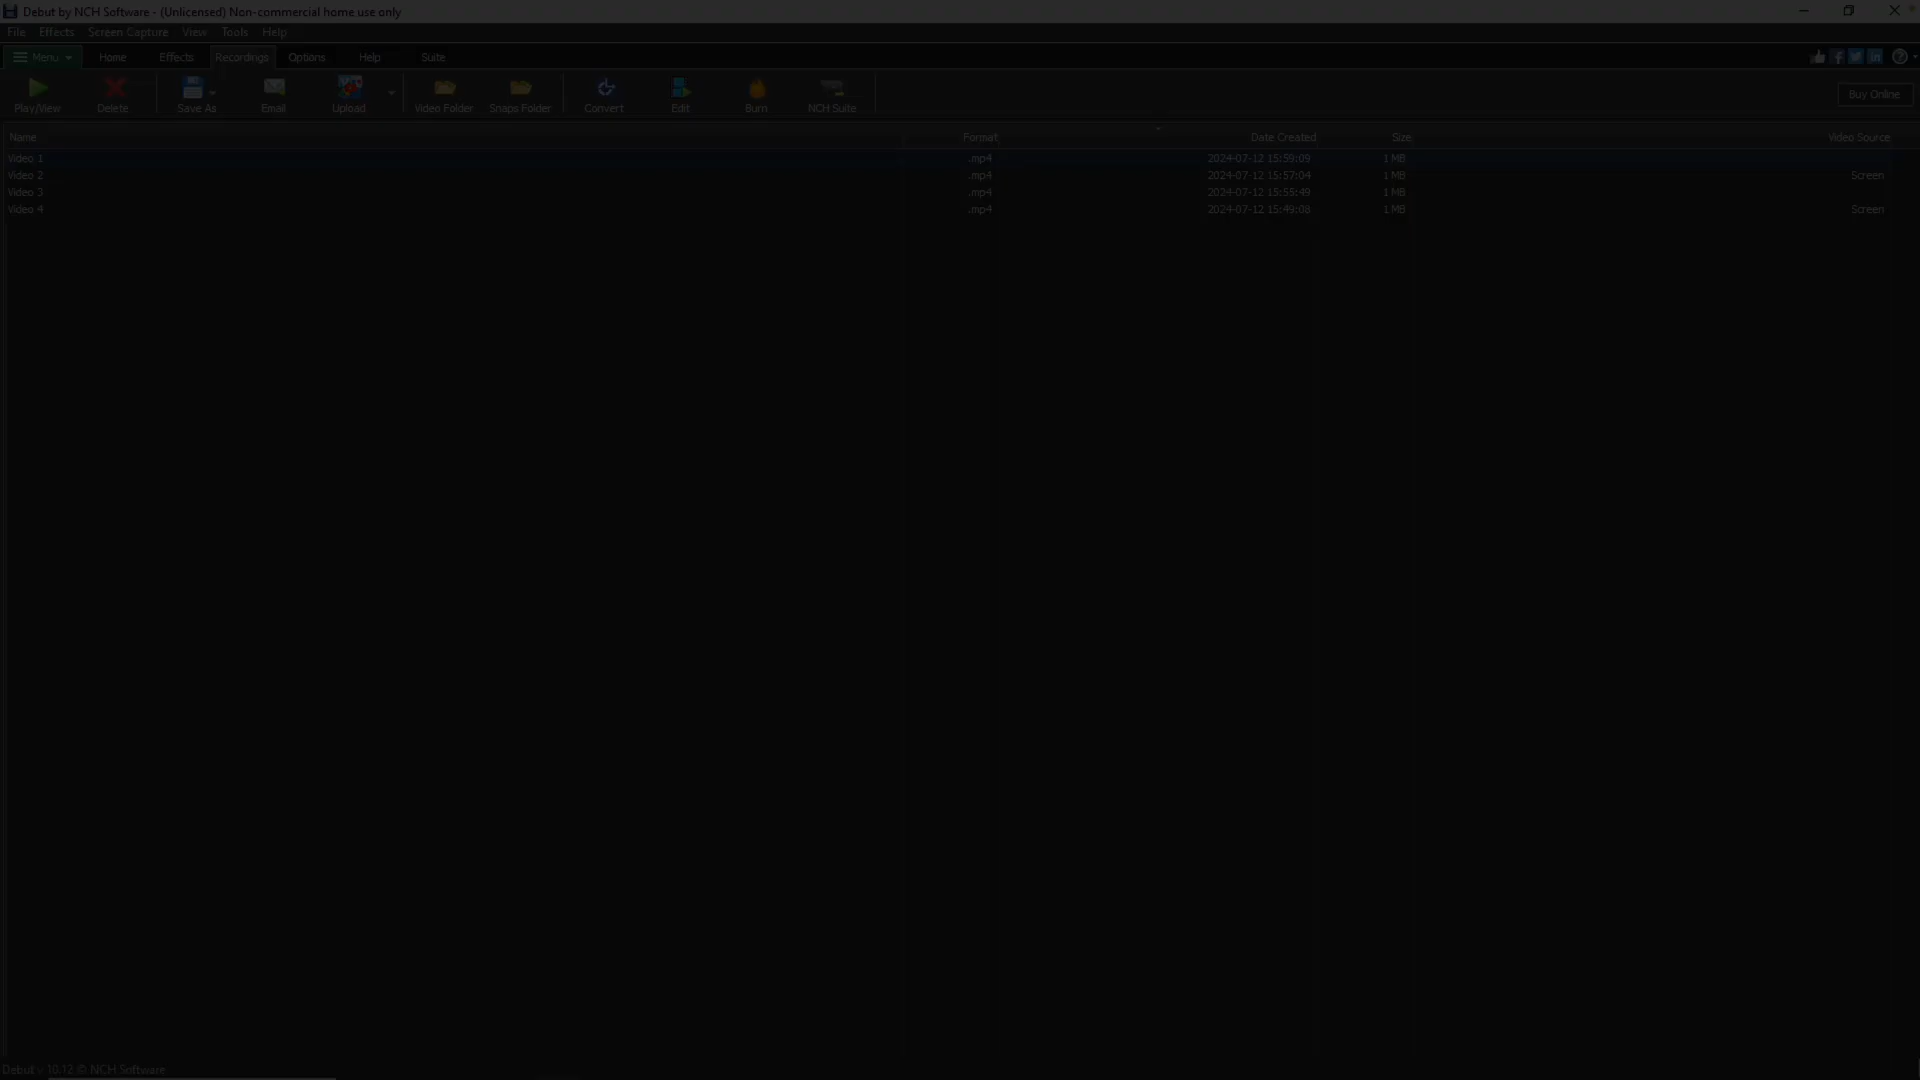 Debut by NCH Software - (Unlicensed) Non-commercial home use only
File Effects Screen Capture View Tools Help
Menu Home Effects Recordings Options Help Suite
Play/View Delete Save As Email Upload Video Folder Snaps Folder Convert Edit Burn NCH Suite Buy Online
Name Format Date Created Size Video Source
Video 1 .mp4 2024-07-12 15:59:09 1 MB
Video 2 .mp4 2024-07-12 15:57:04 1 MB Screen
Video 3 .mp4 2024-07-12 15:55:49 1 MB
Video 4 .mp4 2024-07-12 15:49:08 1 MB Screen
Debut v 10.12 © NCH Software